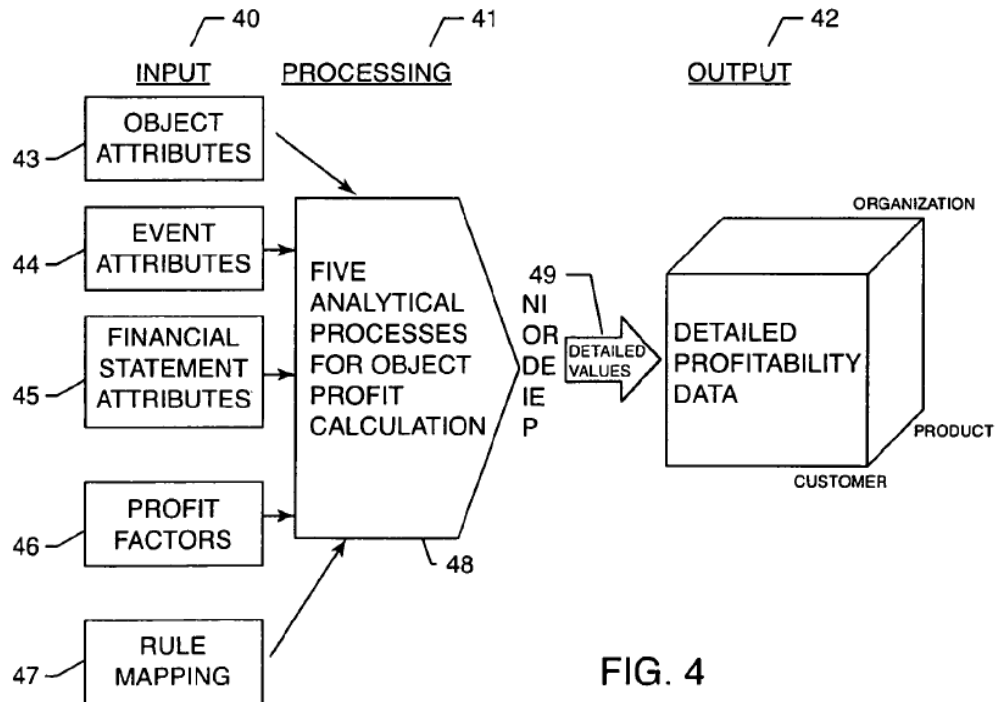 40
41
42
INPUT
PROCESSING
OUTPUT
OBJECT
ATTRIBUTES
43
EVENT
ATTRIBUTES
44
FINANCIAL
STATEMENT
ATTRIBUTES
45
PROFIT
FACTORS
46
RULE
MAPPING
47
FIVE
ANALYTICAL
PROCESSES
FOR OBJECT
PROFIT
CALCULATION
48
NI
OR
DE
IE
P
49
DETAILED
VALUES
ORGANIZATION
DETAILED
PROFITABILITY
DATA
PRODUCT
CUSTOMER
FIG. 4